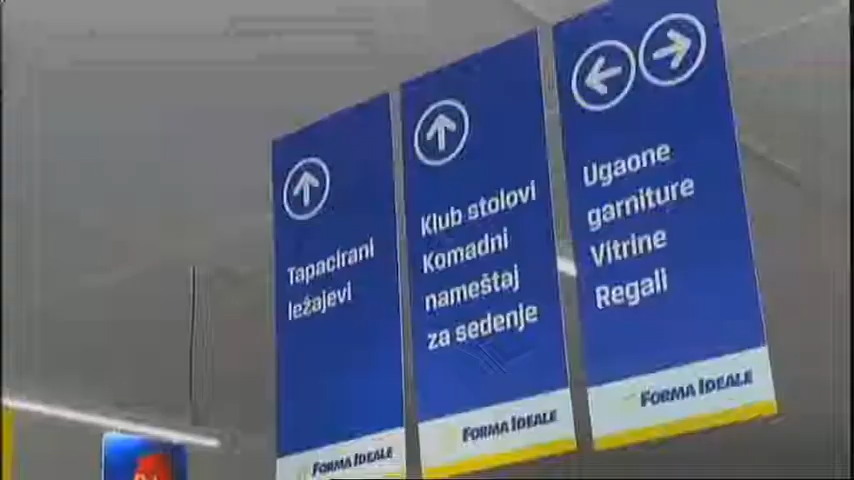 Tapacirani
ležajevi
FORMA IDEALE
Klub stolovi
Komadni
nameštaj
za sedenje
FORMA IDEALE
Ugaone
garniture
Vitrine
Regali
FORMA IDEALE